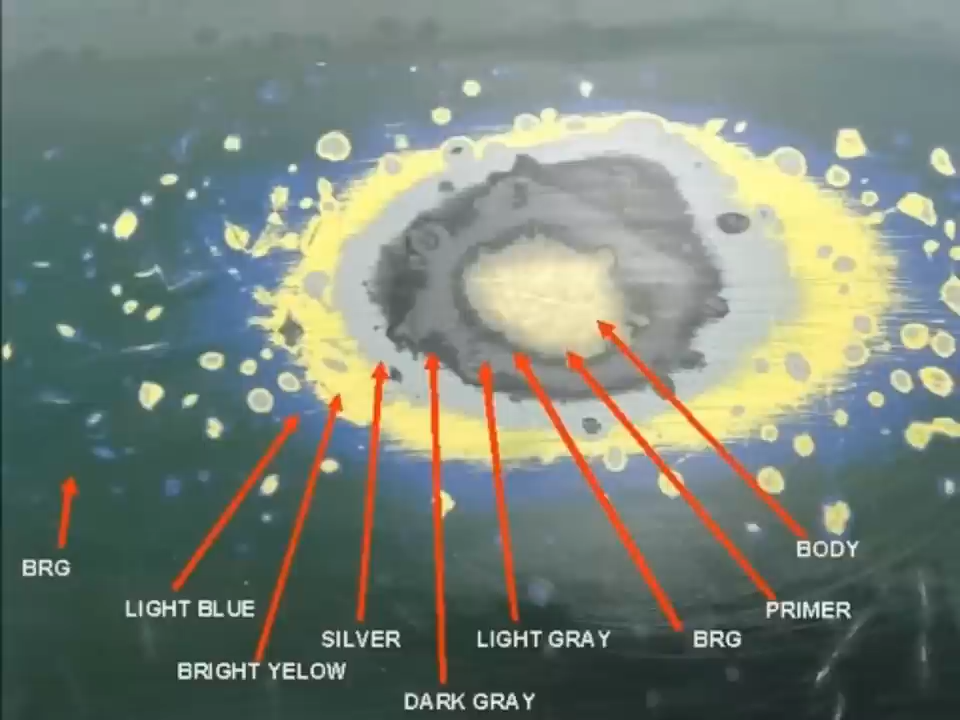 BODY
BRG
LIGHT BLUE
PRIMER
SILVER
LIGHT GRAY
BRG
BRIGHT YELOW
DARK GRAY